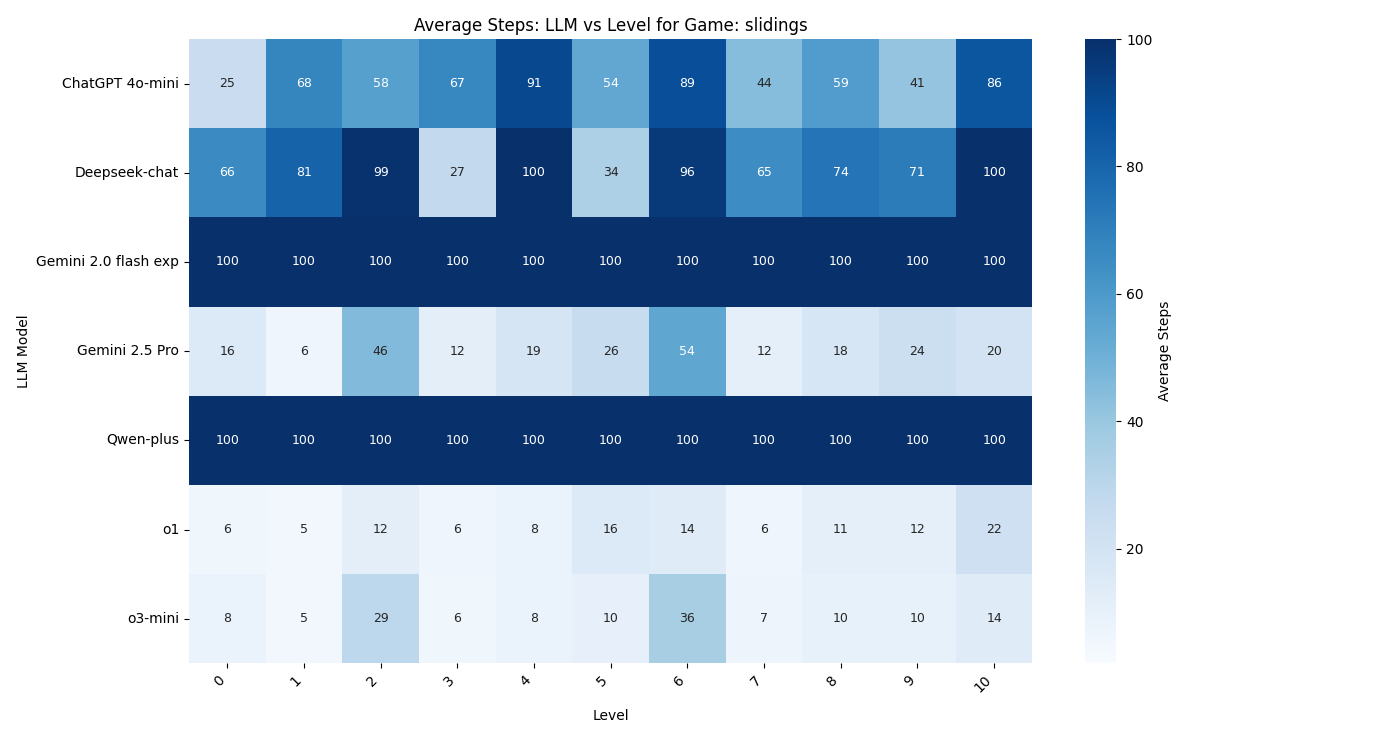 Average Steps: LLM vs Level for Game: slidings
ChatGPT 4o-mini 25 68 58 67 91 54 89 44 59 41 86
Deepseek-chat 66 81 99 27 100 34 96 65 74 71 100
Gemini 2.0 flash exp 100 100 100 100 100 100 100 100 100 100 100
Gemini 2.5 Pro 16 6 46 12 19 26 54 12 18 24 20
Qwen-plus 100 100 100 100 100 100 100 100 100 100 100
o1 6 5 12 6 8 16 14 6 11 12 22
o3-mini 8 5 29 6 8 10 36 7 10 10 14
0 1 2 3 4 5 6 7 8 9 10
Level
LLM Model
100
80
60
40
20
Average Steps